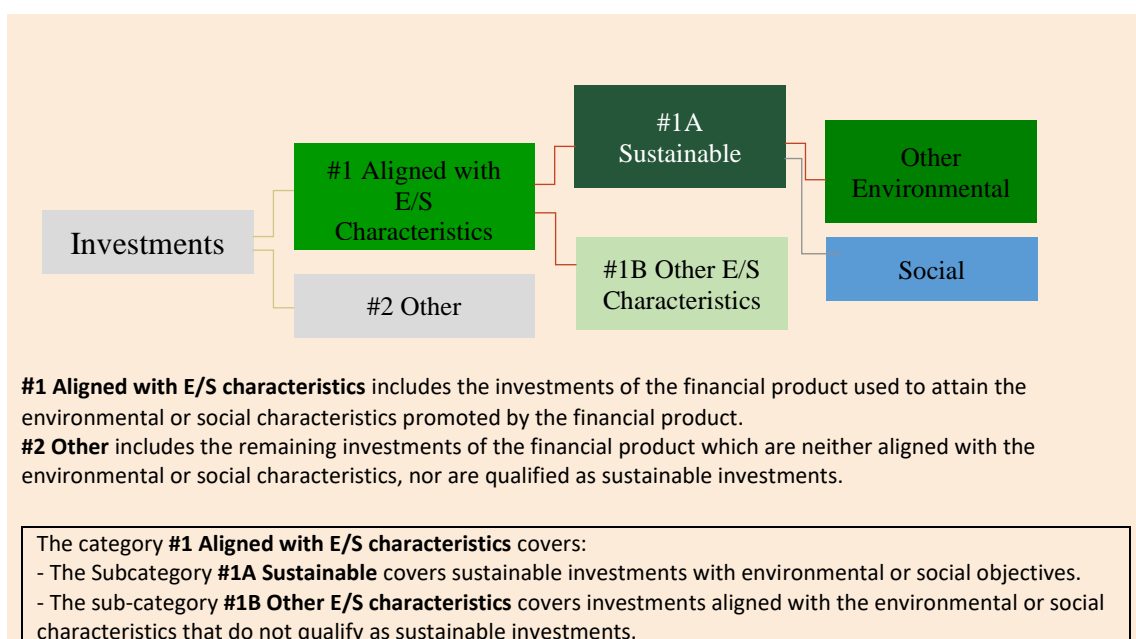 #1A
Sustainable
Other
Environmental
#1 Aligned with
E/S
Characteristics
Investments
#1B Other E/S
Characteristics
Social
#2 Other
#1 Aligned with E/S characteristics includes the investments of the financial product used to attain the
environmental or social characteristics promoted by the financial product.
#2 Other includes the remaining investments of the financial product which are neither aligned with the
environmental or social characteristics, nor are qualified as sustainable investments.
The category #1 Aligned with E/S characteristics covers:
- The Subcategory #1A Sustainable covers sustainable investments with environmental or social objectives.
- The sub-category #1B Other E/S characteristics covers investments aligned with the environmental or social
characteristics that do not qualify as sustainable investments.